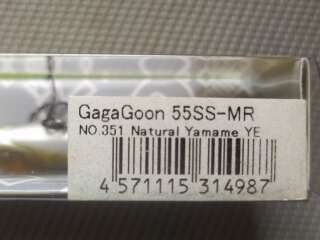 GagaGoon 55SS-MR
NO.351 Natural Yamame YE
4 571115 314987